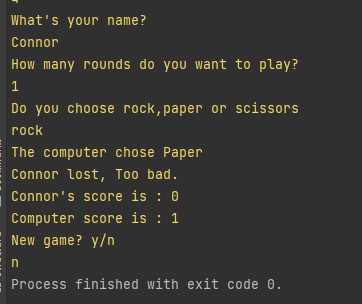 What's your name?
Connor
How many rounds do you want to play?
1
Do you choose rock,paper or scissors
rock
The computer chose Paper
Connor lost, Too bad.
Connor's score is : 0
Computer score is : 1
New game? y/n
n
Process finished with exit code 0.